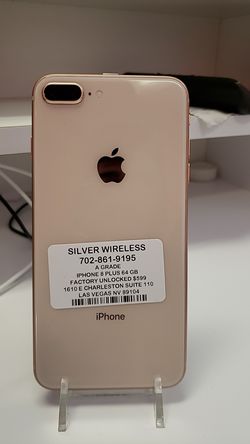 SILVER WIRELESS
702-861-9195
A GRADE
IPHONE 8 PLUS 64 GB
FACTORY UNLOCKED $599
1610 E CHARLESTON SUITE 110
LAS VEGAS NV 89104
iPhone